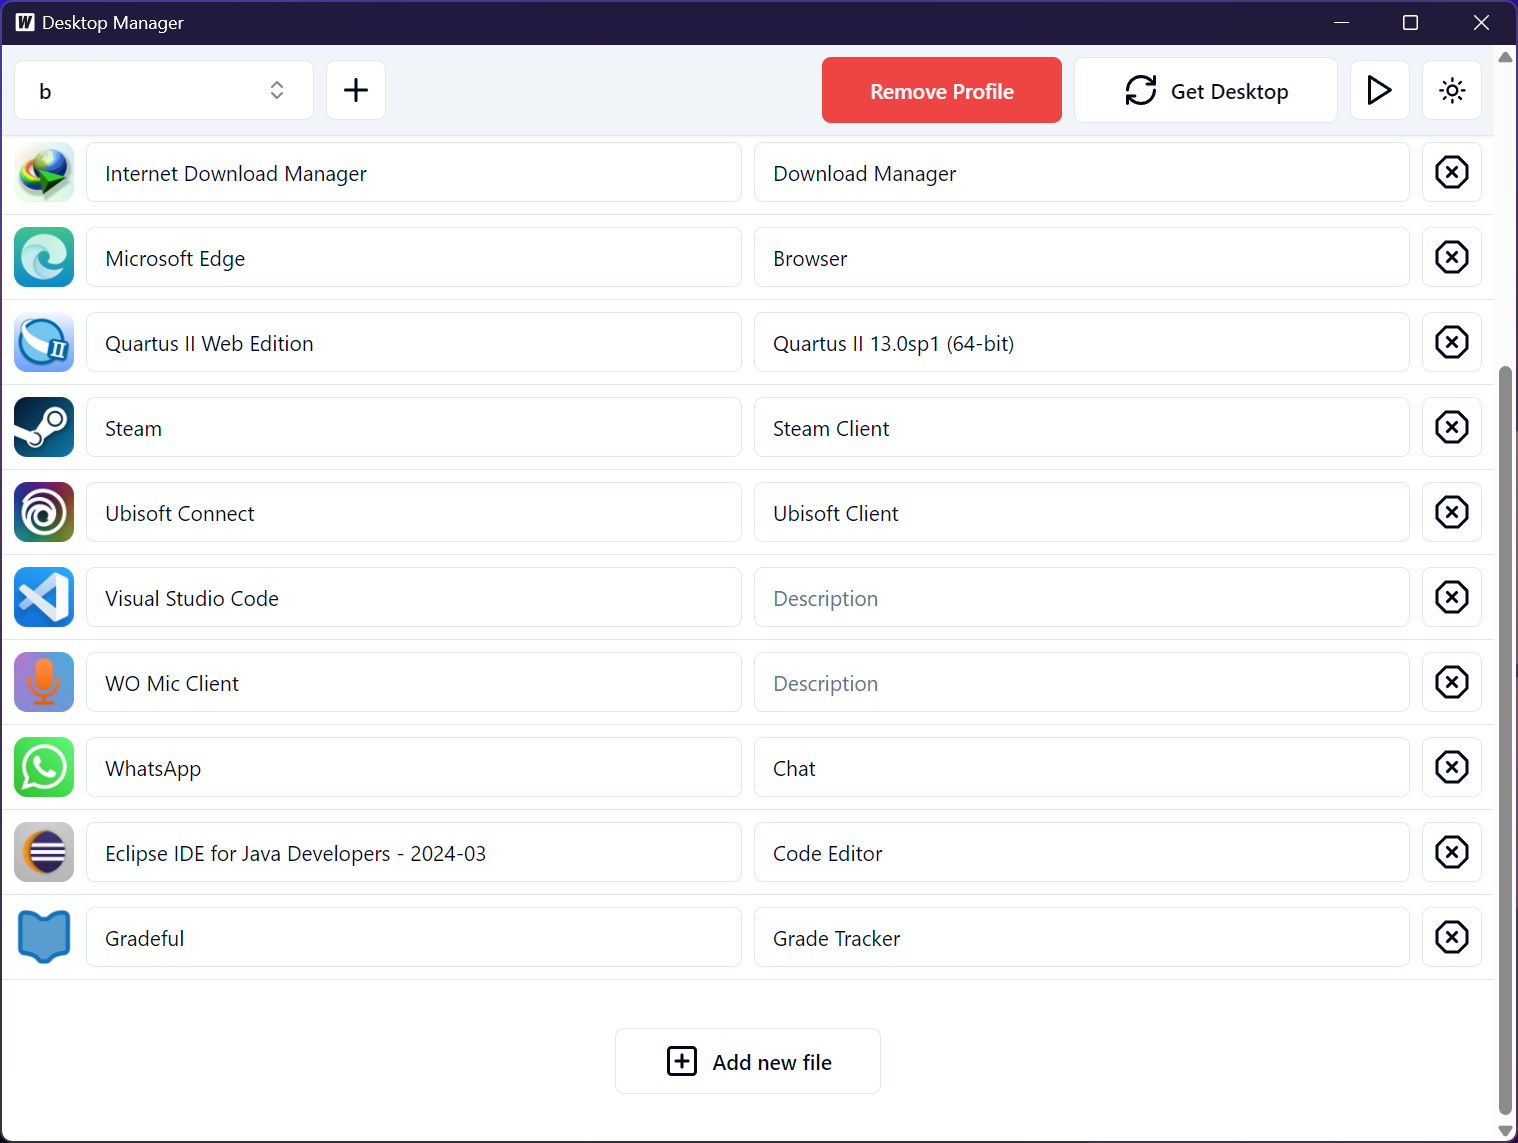 W Desktop Manager
b
Remove Profile
Get Desktop
Internet Download Manager
Download Manager
Microsoft Edge
Browser
II
Quartus II Web Edition
Quartus II 13.0sp1 (64-bit)
Steam
Steam Client
Ubisoft Connect
Ubisoft Client
Visual Studio Code
Description
WO Mic Client
Description
WhatsApp
Chat
Eclipse IDE for Java Developers - 2024-03
Code Editor
Gradeful
Grade Tracker
Add new file